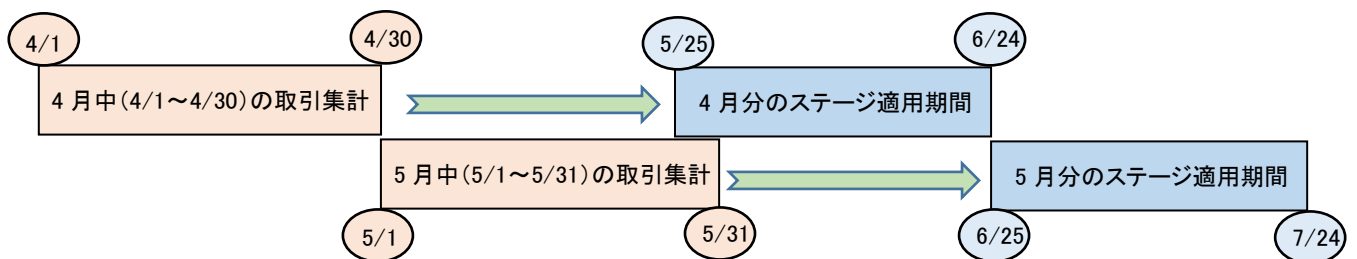 4/1
4/30
5/25
6/24
4月中(4/1～4/30)の取引集計
4月分のステージ適用期間
5月中(5/1～5/31)の取引集計
5月分のステージ適用期間
5/1
5/31
6/25
7/24